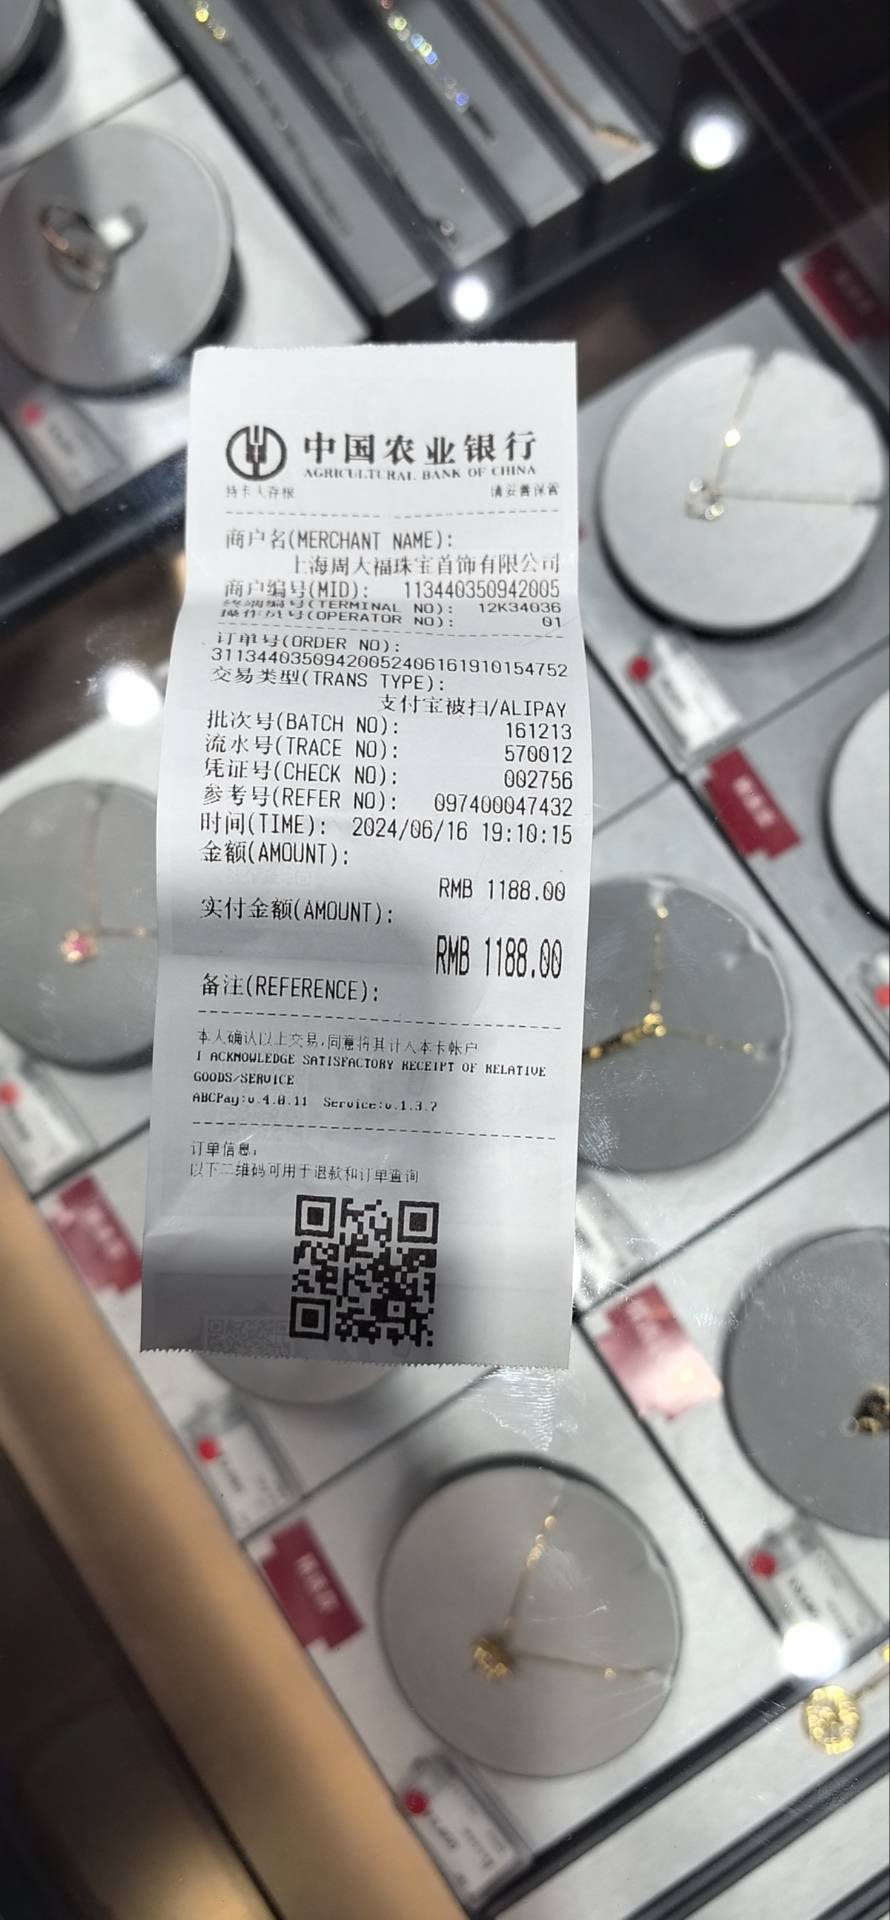 中国农业银行
AGRICULTURAL BANK OF CHINA
持卡人存根 请妥善保管
商户名(MERCHANT NAME):
上海周大福珠宝首饰有限公司
商户编号(MID): 113440350942005
终端编号(TERMINAL NO): 12K34036
操作员号(OPERATOR NO): 01
订单号(ORDER NO):
31134403509420052406161910154752
交易类型(TRANS TYPE):
支付宝被扫/ALIPAY
批次号(BATCH NO): 161213
流水号(TRACE NO): 570012
凭证号(CHECK NO): 002756
参考号(REFER NO): 097400047432
时间(TIME): 2024/06/16 19:10:15
金额(AMOUNT):
RMB 1188.00
实付金额(AMOUNT):
RMB 1188.00
备注(REFERENCE):
本人确认以上交易,同意将其计入本卡帐户
I ACKNOWLEDGE SATISFACTORY RECEIPT OF RELATIVE
GOODS/SERVICE
ABCPay:v.4.0.11 Service:v.1.3.7
订单信息:
以下二维码可用于退款和订单查询